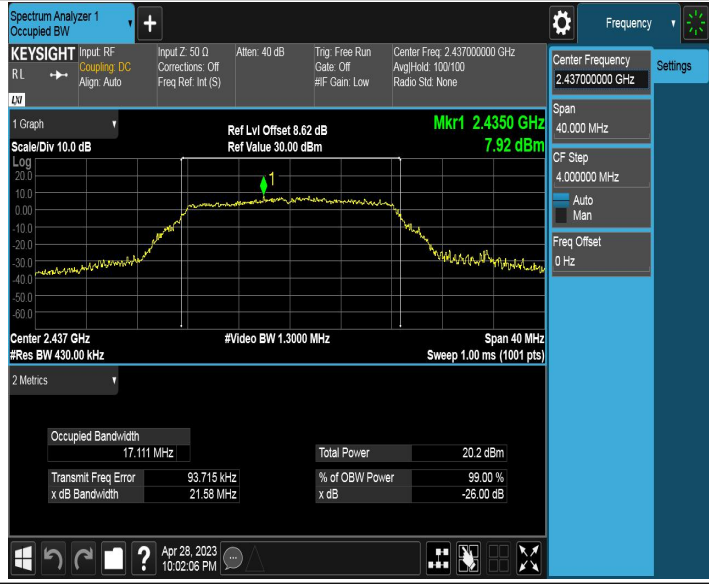 Spectrum Analyzer 1
Occupied BW
+
Frequency
KEYSIGHT
RL
LXI
Input: RF
Coupling: DC
Align: Auto
Input Z: 50 Ω
Corrections: Off
Freq Ref: Int (S)
Atten: 40 dB
Trig: Free Run
Gate: Off
#IF Gain: Low
Center Freq: 2.437000000 GHz
Avg|Hold: 100/100
Radio Std: None
Center Frequency
2.437000000 GHz
Settings
Span
40.000 MHz
CF Step
4.000000 MHz
Auto
Man
Freq Offset
0 Hz
1 Graph
Scale/Div 10.0 dB
Ref Lvl Offset 8.62 dB
Ref Value 30.00 dBm
Mkr1 2.4350 GHz
7.92 dBm
Log
20.0
10.0
0.00
-10.0
-20.0
-30.0
-40.0
-50.0
-60.0
1
Center 2.437 GHz
#Res BW 430.00 kHz
#Video BW 1.3000 MHz
Span 40 MHz
Sweep 1.00 ms (1001 pts)
2 Metrics
Occupied Bandwidth
17.111 MHz
Total Power 20.2 dBm
Transmit Freq Error 93.715 kHz
% of OBW Power 99.00 %
x dB Bandwidth 21.58 MHz
x dB -26.00 dB
?
Apr 28, 2023
10:02:06 PM